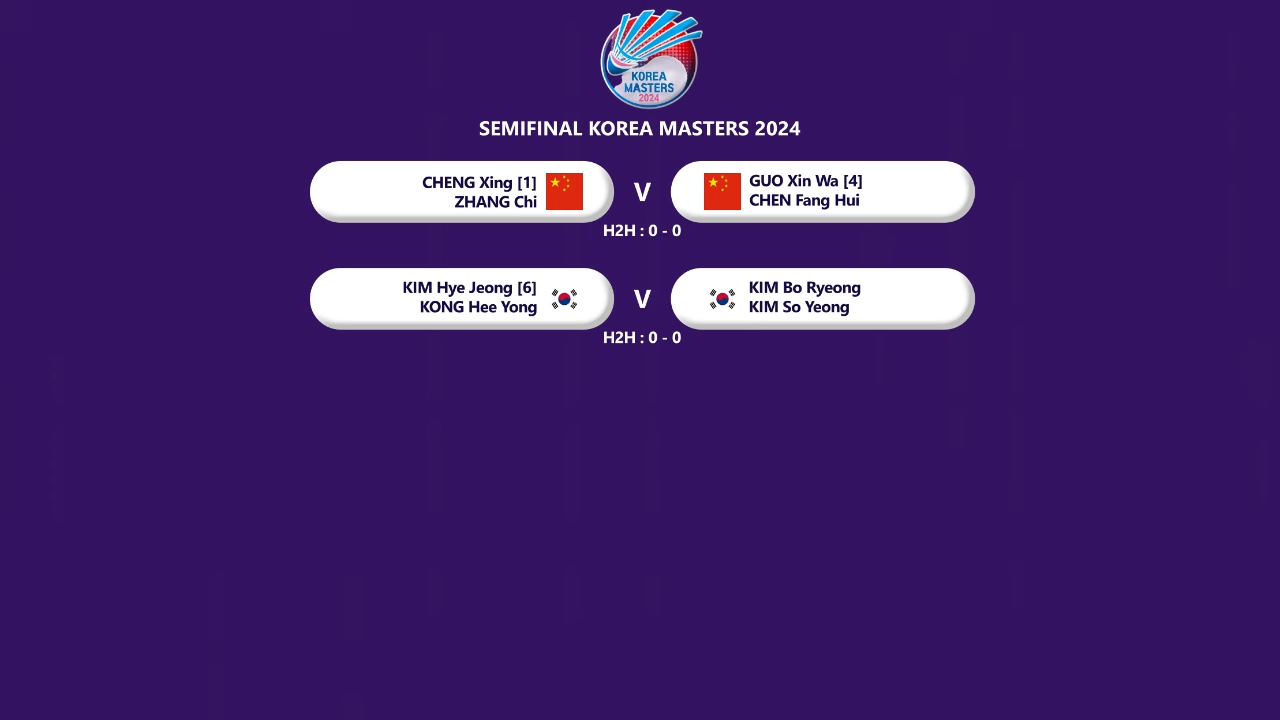 KOREA
MASTERS
2024
SEMIFINAL KOREA MASTERS 2024
CHENG Xing [1]
ZHANG Chi
V
GUO Xin Wa [4]
CHEN Fang Hui
H2H : 0 - 0
KIM Hye Jeong [6]
KONG Hee Yong
V
KIM Bo Ryeong
KIM So Yeong
H2H : 0 - 0